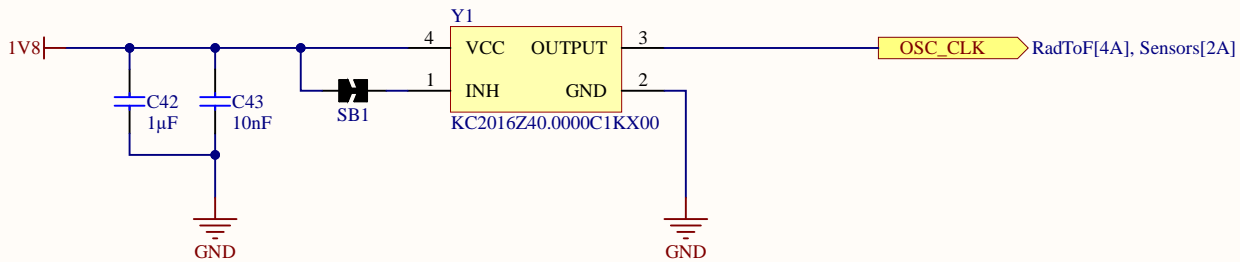 Y1
1V8
4 VCC OUTPUT 3
OSC_CLK RadToF[4A], Sensors[2A]
1 INH GND 2
C42
1µF
C43
10nF
SB1
KC2016Z40.0000C1KX00
GND
GND